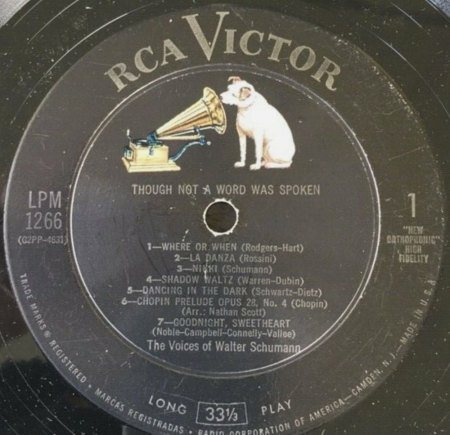 RCA VICTOR
THOUGH NOT A WORD WAS SPOKEN
LPM
1266
(G2PP-4631)
1
"NEW
ORTHOPHONIC"
HIGH
FIDELITY
1—WHERE OR WHEN (Rodgers-Hart)
2—LA DANZA (Rossini)
3—NIKKI (Schumann)
4—SHADOW WALTZ (Warren-Dubin)
5—DANCING IN THE DARK (Schwartz-Dietz)
6—CHOPIN PRELUDE OPUS 28, No. 4 (Chopin)
(Arr.: Nathan Scott)
7—GOODNIGHT, SWEETHEART
(Noble-Campbell-Connelly-Vallee)
The Voices of Walter Schumann
LONG 33⅓ PLAY
TRADE MARKS ® REGISTERED • MARCAS REGISTRADAS • RADIO CORPORATION OF AMERICA—CAMDEN, N.J. • MADE IN U.S.A.